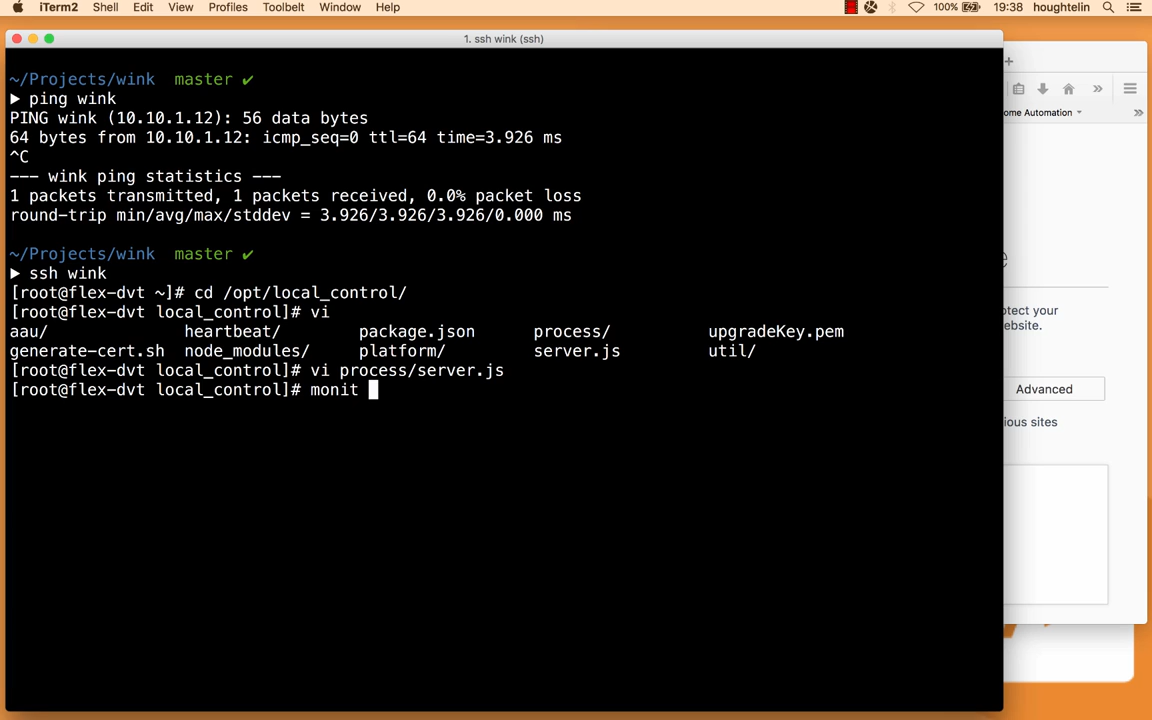 iTerm2 Shell Edit View Profiles Toolbelt Window Help 100% 19:38 houghtelin
1. ssh wink (ssh)
~/Projects/wink master ✔
▶ ping wink
PING wink (10.10.1.12): 56 data bytes
64 bytes from 10.10.1.12: icmp_seq=0 ttl=64 time=3.926 ms
^C
--- wink ping statistics ---
1 packets transmitted, 1 packets received, 0.0% packet loss
round-trip min/avg/max/stddev = 3.926/3.926/3.926/0.000 ms
~/Projects/wink master ✔
▶ ssh wink
[root@flex-dvt ~]# cd /opt/local_control/
[root@flex-dvt local_control]# vi
aau/ heartbeat/ package.json process/ upgradeKey.pem
generate-cert.sh node_modules/ platform/ server.js util/
[root@flex-dvt local_control]# vi process/server.js
[root@flex-dvt local_control]# monit
ome Automation
otect your
ebsite.
Advanced
ious sites